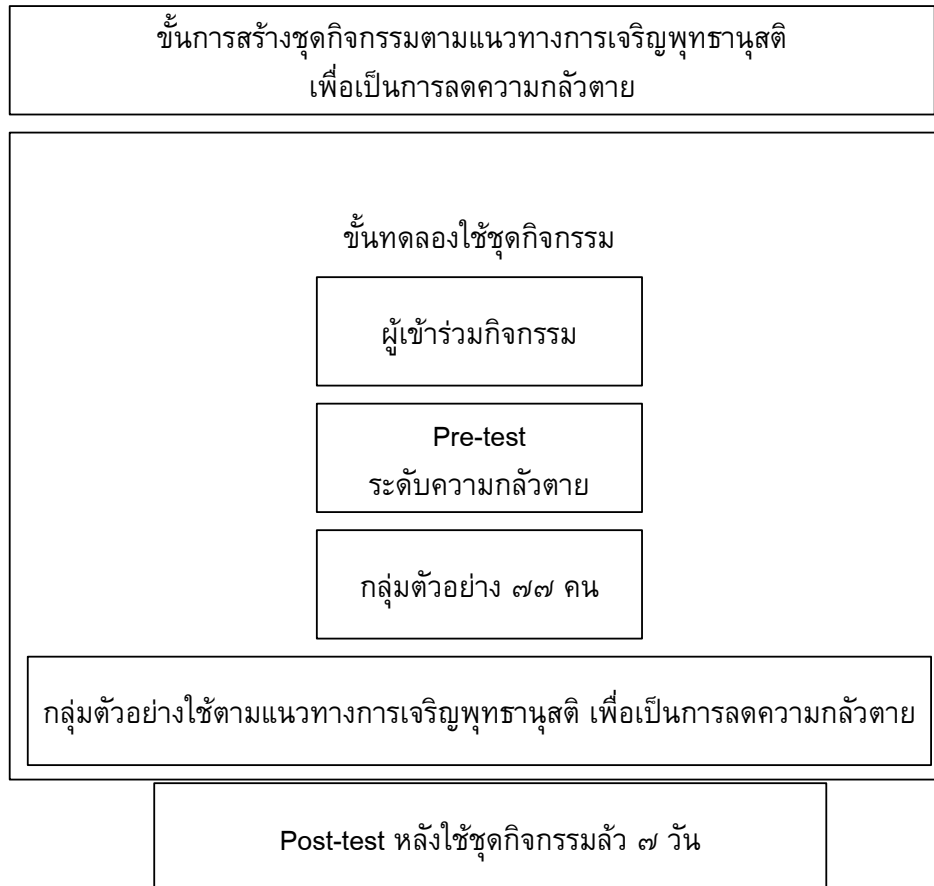 ขั้นการสร้างชุดกิจกรรมตามแนวทางการเจริญพุทธานุสติ
เพื่อเป็นการลดความกลัวตาย
ขั้นทดลองใช้ชุดกิจกรรม
ผู้เข้าร่วมกิจกรรม
Pre-test
ระดับความกลัวตาย
กลุ่มตัวอย่าง ๗๗ คน
กลุ่มตัวอย่างใช้ตามแนวทางการเจริญพุทธานุสติ เพื่อเป็นการลดความกลัวตาย
Post-test หลังใช้ชุดกิจกรรมล้ว ๗ วัน